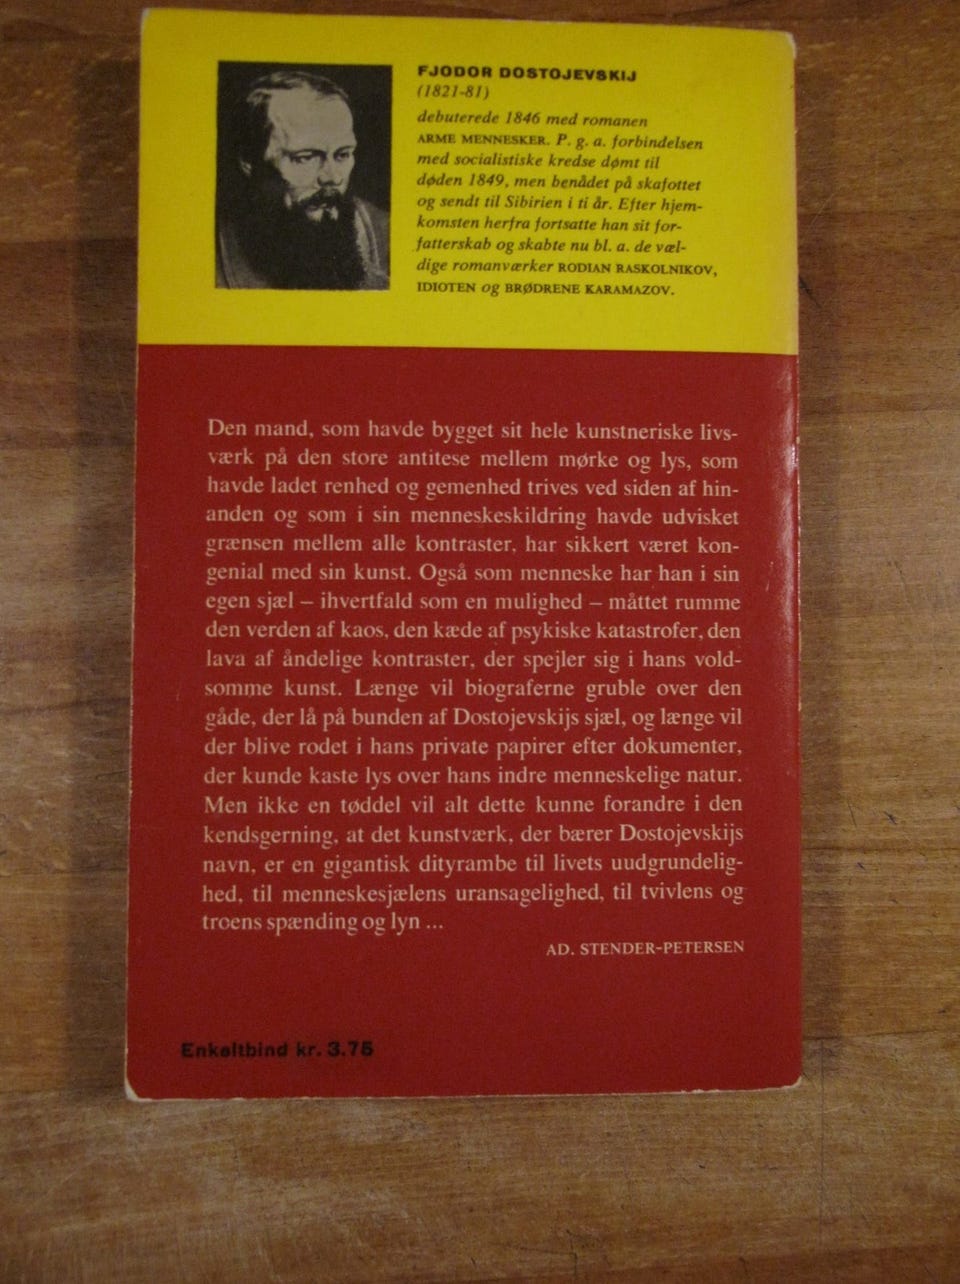 FJODOR DOSTOJEVSKIJ
(1821-81)
debuterede 1846 med romanen
ARME MENNESKER. P. g. a. forbindelsen
med socialistiske kredse dømt til
døden 1849, men benådet på skafottet
og sendt til Sibirien i ti år. Efter hjem-
komsten herfra fortsatte han sit for-
fatterskab og skabte nu bl. a. de væl-
dige romanværker RODIAN RASKOLNIKOV,
IDIOTEN og BRØDRENE KARAMAZOV.
Den mand, som havde bygget sit hele kunstneriske livs-
værk på den store antitese mellem mørke og lys, som
havde ladet renhed og gemenhed trives ved siden af hin-
anden og som i sin menneskeskildring havde udvisket
grænsen mellem alle kontraster, har sikkert været kon-
genial med sin kunst. Også som menneske har han i sin
egen sjæl – ihvertfald som en mulighed – måttet rumme
den verden af kaos, den kæde af psykiske katastrofer, den
lava af åndelige kontraster, der spejler sig i hans vold-
somme kunst. Længe vil biograferne gruble over den
gåde, der lå på bunden af Dostojevskijs sjæl, og længe vil
der blive rodet i hans private papirer efter dokumenter,
der kunde kaste lys over hans indre menneskelige natur.
Men ikke en tøddel vil alt dette kunne forandre i den
kendsgerning, at det kunstværk, der bærer Dostojevskijs
navn, er en gigantisk dityrambe til livets uudgrundelig-
hed, til menneskesjælens uransagelighed, til tvivlens og
troens spænding og lyn ...
AD. STENDER-PETERSEN
Enkeltbind kr. 3.75